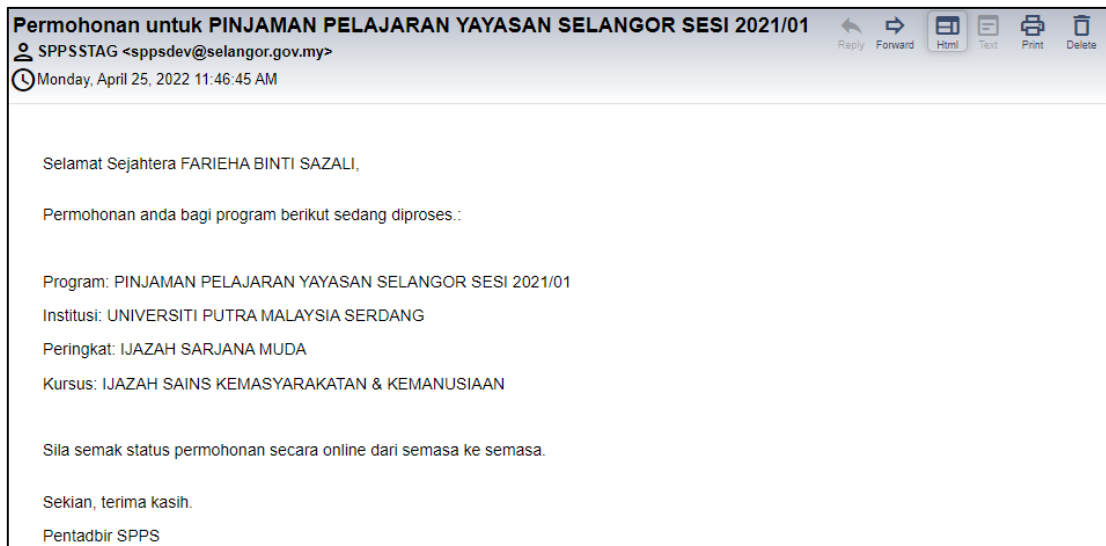 Permohonan untuk PINJAMAN PELAJARAN YAYASAN SELANGOR SESI 2021/01
SPPSSTAG <sppsdev@selangor.gov.my>
Monday, April 25, 2022 11:46:45 AM
Reply Forward Html Text Print Delete
Selamat Sejahtera FARIEHA BINTI SAZALI,
Permohonan anda bagi program berikut sedang diproses.:
Program: PINJAMAN PELAJARAN YAYASAN SELANGOR SESI 2021/01
Institusi: UNIVERSITI PUTRA MALAYSIA SERDANG
Peringkat: IJAZAH SARJANA MUDA
Kursus: IJAZAH SAINS KEMASYARAKATAN & KEMANUSIAAN
Sila semak status permohonan secara online dari semasa ke semasa.
Sekian, terima kasih.
Pentadbir SPPS